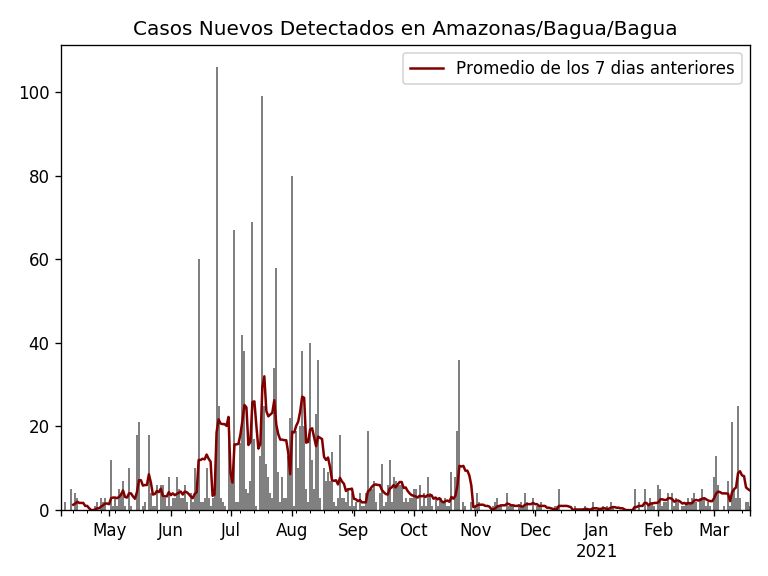 Casos Nuevos Detectados en Amazonas/Bagua/Bagua
Promedio de los 7 dias anteriores
100
80
60
40
20
0
May Jun Jul Aug Sep Oct Nov Dec Jan Feb Mar
2021